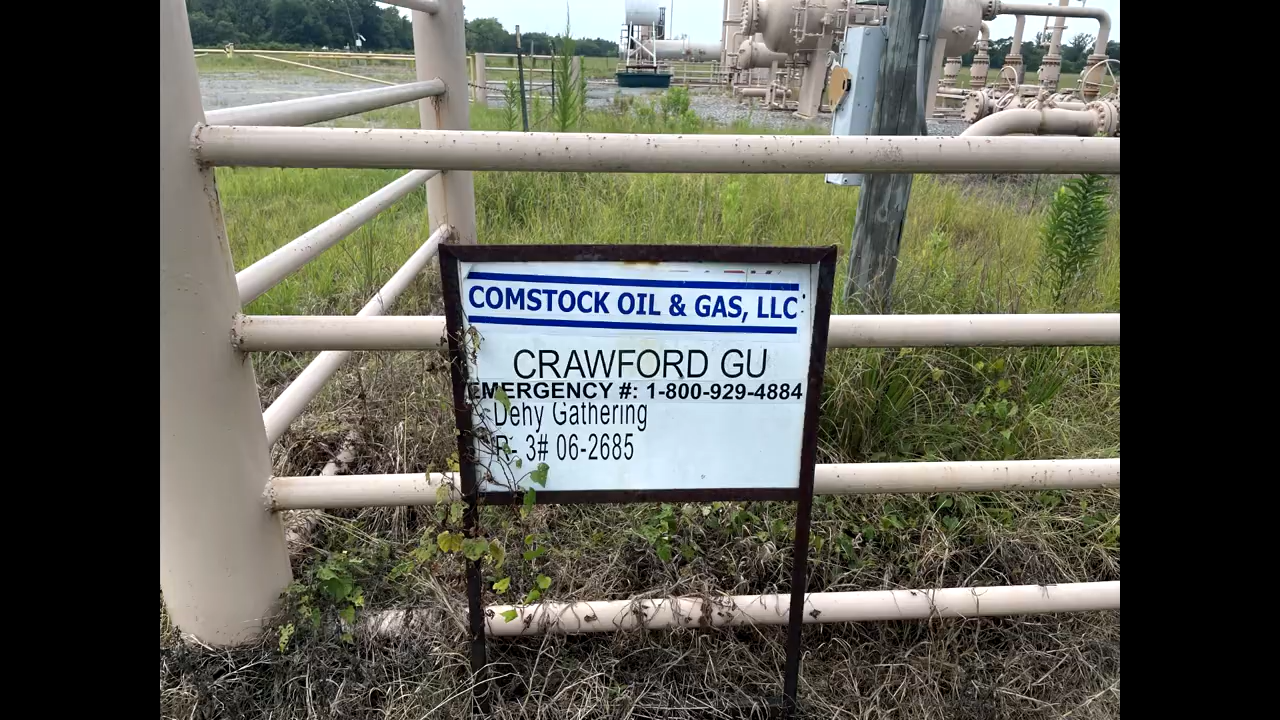 COMSTOCK OIL & GAS, LLC
CRAWFORD GU
EMERGENCY #: 1-800-929-4884
Dehy Gathering
R- 3# 06-2685